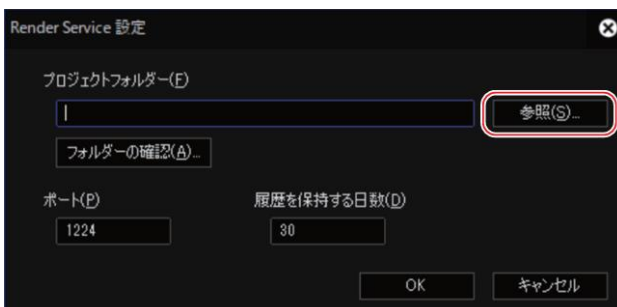 Render Service 設定
プロジェクトフォルダー(F)
参照(S)...
フォルダーの確認(A)...
ポート(P)
履歴を保持する日数(D)
1224
30
OK
キャンセル